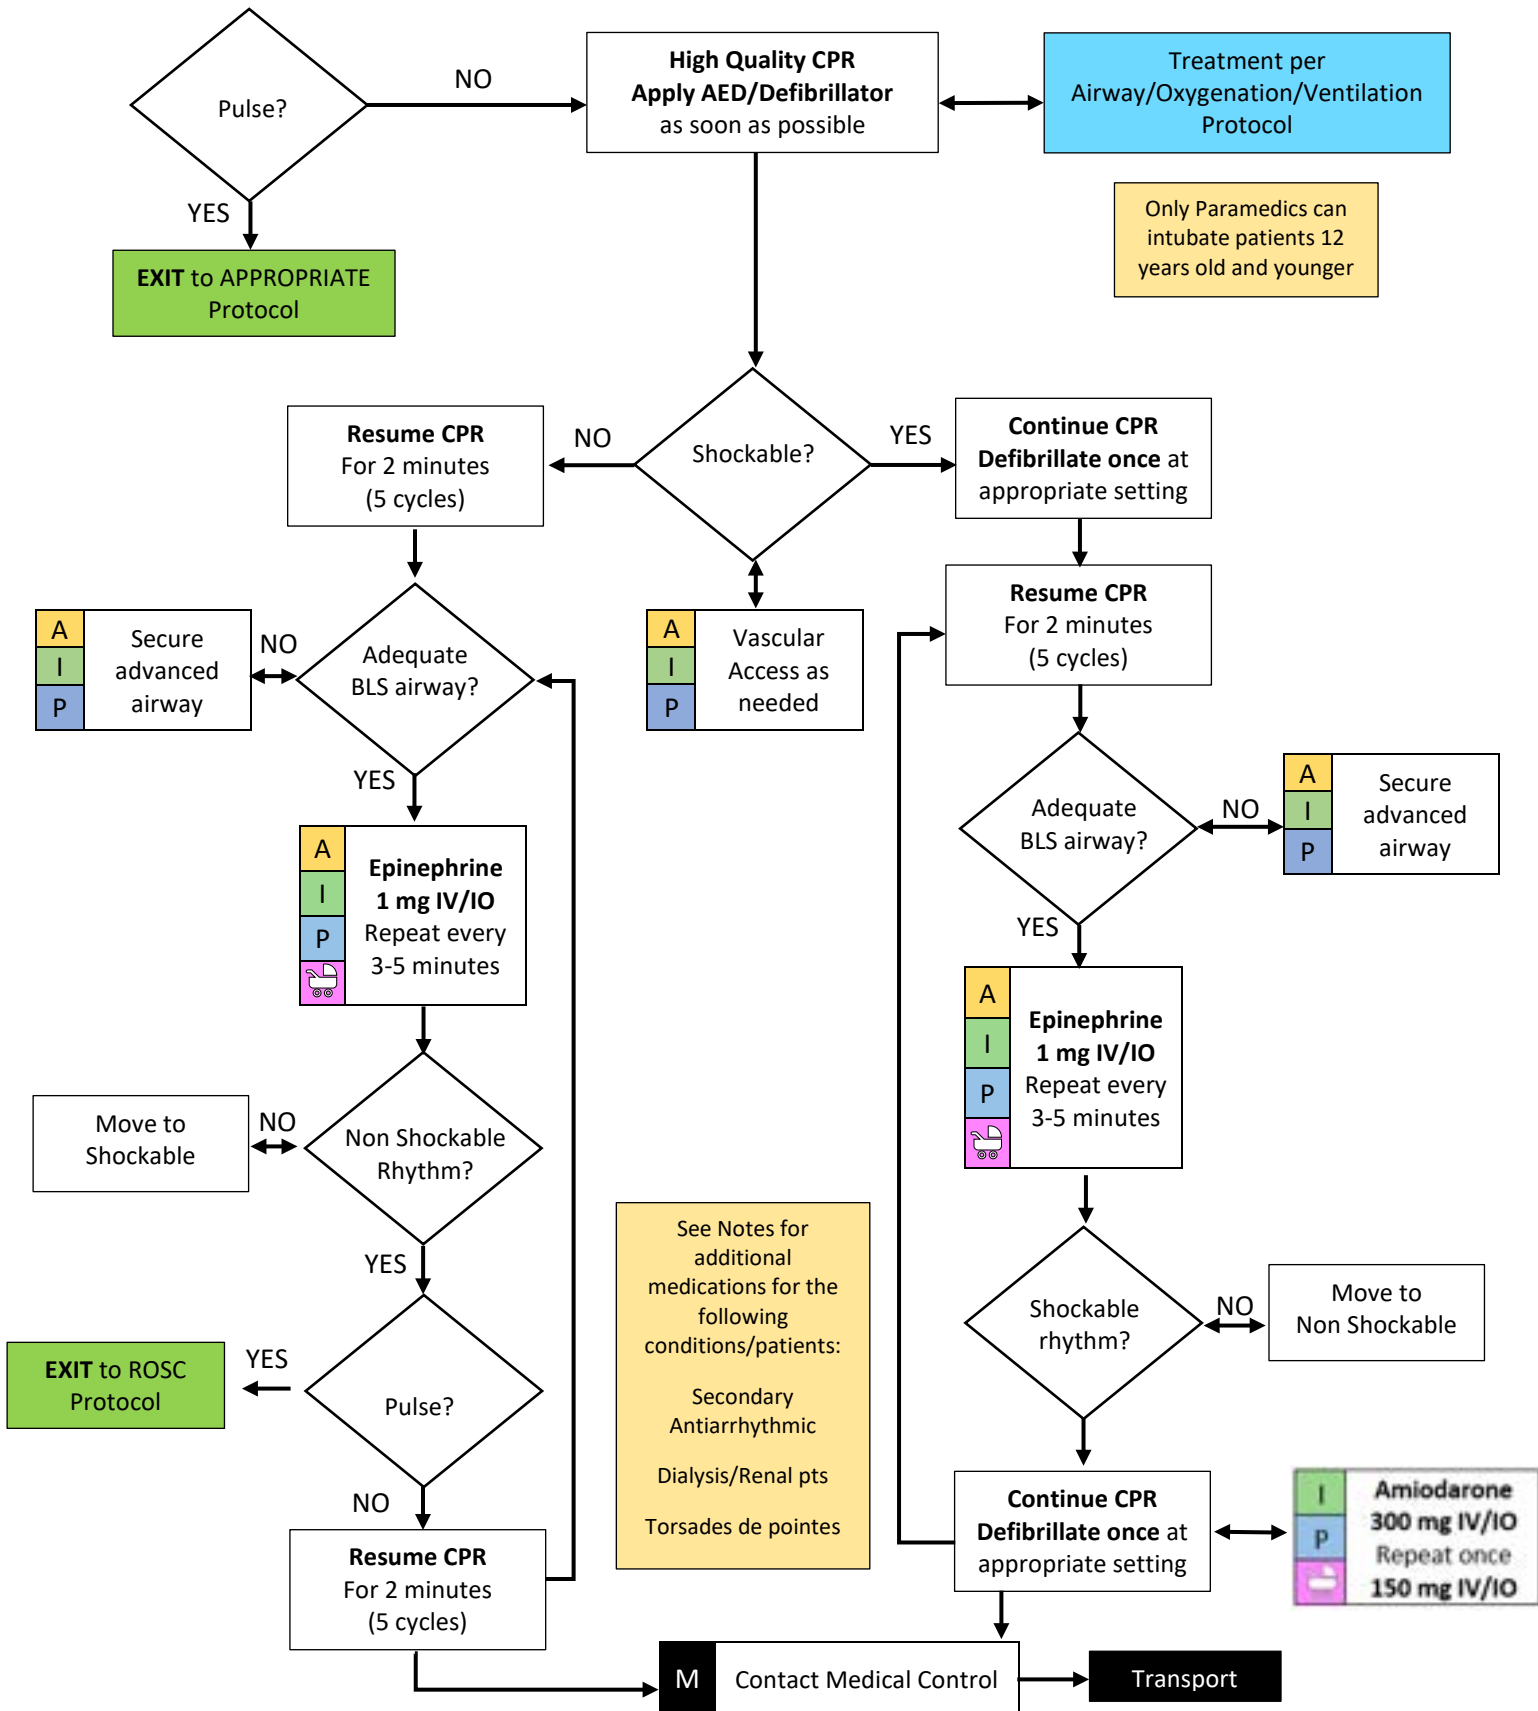 Pulse?
NO
High Quality CPR
Apply AED/Defibrillator
as soon as possible
Treatment per
Airway/Oxygenation/Ventilation
Protocol
YES
EXIT to APPROPRIATE
Protocol
Only Paramedics can
intubate patients 12
years old and younger
Shockable?
NO
YES
Resume CPR
For 2 minutes
(5 cycles)
Continue CPR
Defibrillate once at
appropriate setting
A
I
P
Secure
advanced
airway
NO
Adequate
BLS airway?
A
I
P
Vascular
Access as
needed
Resume CPR
For 2 minutes
(5 cycles)
YES
Adequate
BLS airway?
NO
A
I
P
Secure
advanced
airway
A
I
P
Epinephrine
1 mg IV/IO
Repeat every
3-5 minutes
YES
A
I
P
Epinephrine
1 mg IV/IO
Repeat every
3-5 minutes
Move to
Shockable
NO
Non Shockable
Rhythm?
YES
See Notes for
additional
medications for the
following
conditions/patients:
Secondary
Antiarrhythmic
Dialysis/Renal pts
Torsades de pointes
Shockable
rhythm?
NO
Move to
Non Shockable
EXIT to ROSC
Protocol
YES
Pulse?
NO
Resume CPR
For 2 minutes
(5 cycles)
Continue CPR
Defibrillate once at
appropriate setting
I
P
Amiodarone
300 mg IV/IO
Repeat once
150 mg IV/IO
M
Contact Medical Control
Transport